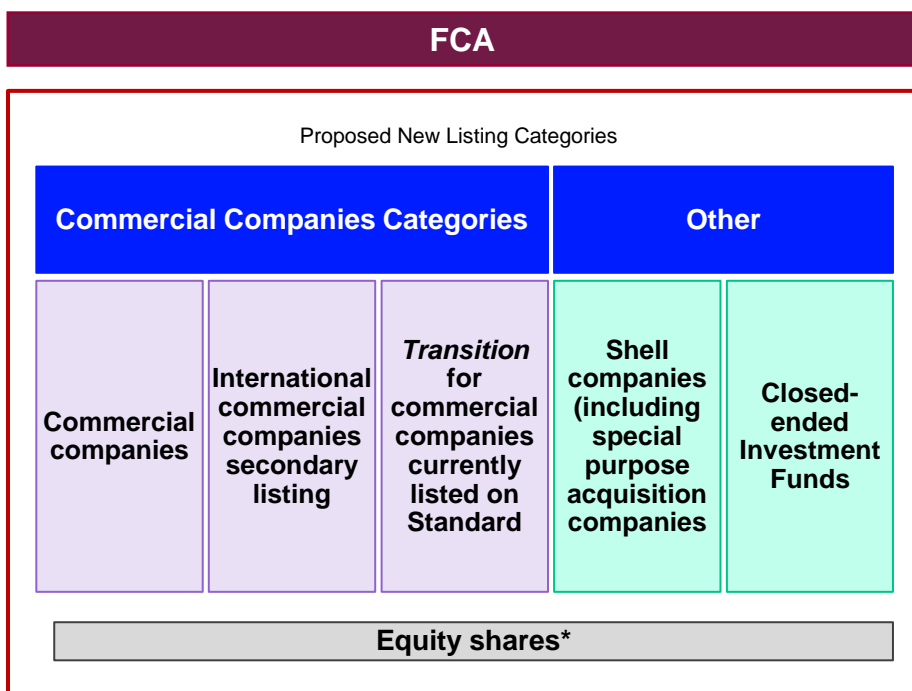 FCA
Proposed New Listing Categories
Commercial Companies Categories
Other
Commercial
companies
International
commercial
companies
secondary
listing
Transition
for
commercial
companies
currently
listed on
Standard
Shell
companies
(including
special
purpose
acquisition
companies
Closed-
ended
Investment
Funds
Equity shares*